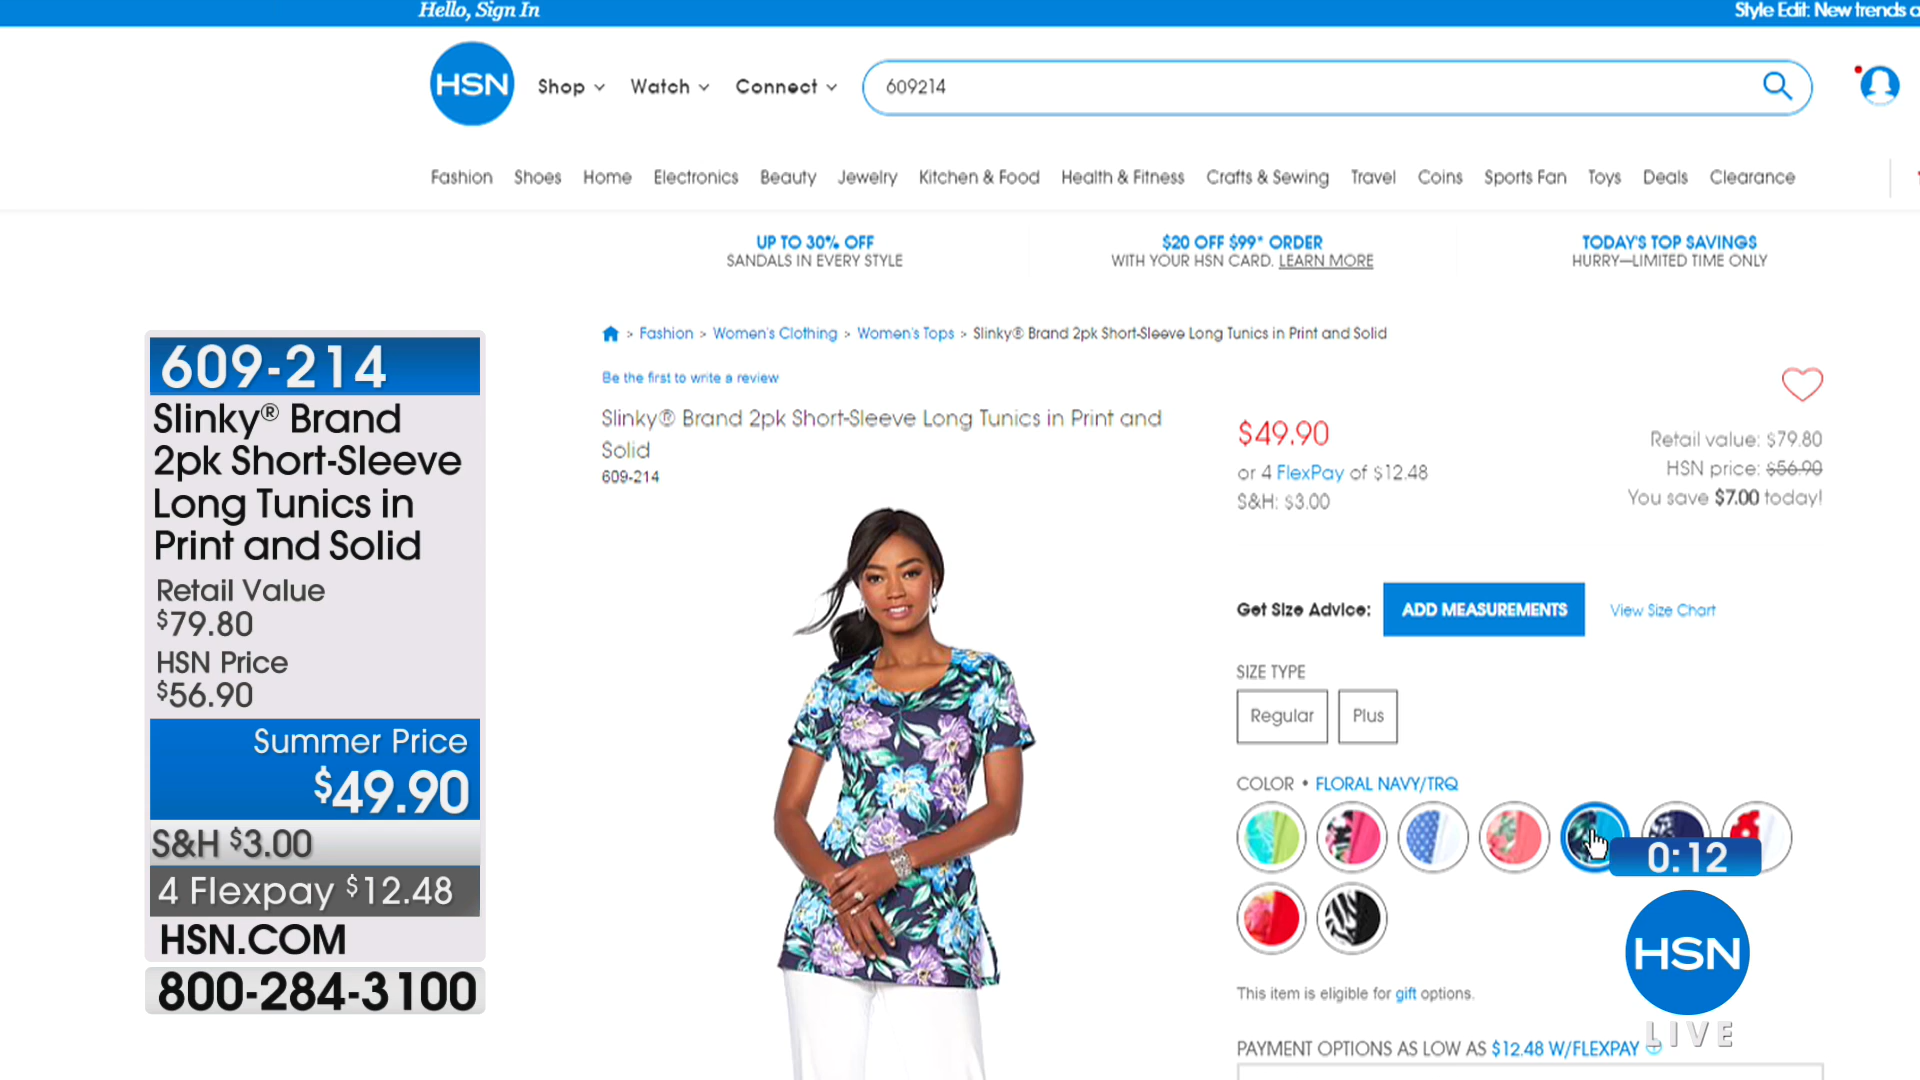 Hello, Sign In
Style Edit: New trends
HSN
Shop
Watch
Connect
609214
Fashion
Shoes
Home
Electronics
Beauty
Jewelry
Kitchen & Food
Health & Fitness
Crafts & Sewing
Travel
Coins
Sports Fan
Toys
Deals
Clearance
UP TO 30% OFF
SANDALS IN EVERY STYLE
$20 OFF $99* ORDER
WITH YOUR HSN CARD. LEARN MORE
TODAY'S TOP SAVINGS
HURRY—LIMITED TIME ONLY
609-214
Slinky® Brand
2pk Short-Sleeve
Long Tunics in
Print and Solid
Retail Value
$79.80
HSN Price
$56.90
Summer Price
$49.90
S&H $3.00
4 Flexpay $12.48
HSN.COM
800-284-3100
> Fashion > Women's Clothing > Women's Tops > Slinky® Brand 2pk Short-Sleeve Long Tunics in Print and Solid
Be the first to write a review
Slinky® Brand 2pk Short-Sleeve Long Tunics in Print and
Solid
609-214
$49.90
or 4 FlexPay of $12.48
S&H: $3.00
Retail value: $79.80
HSN price: $56.90
You save $7.00 today!
Get Size Advice:
ADD MEASUREMENTS
View Size Chart
SIZE TYPE
Regular
Plus
COLOR • FLORAL NAVY/TRQ
0:12
HSN
LIVE
This item is eligible for gift options.
PAYMENT OPTIONS AS LOW AS $12.48 W/FLEXPAY